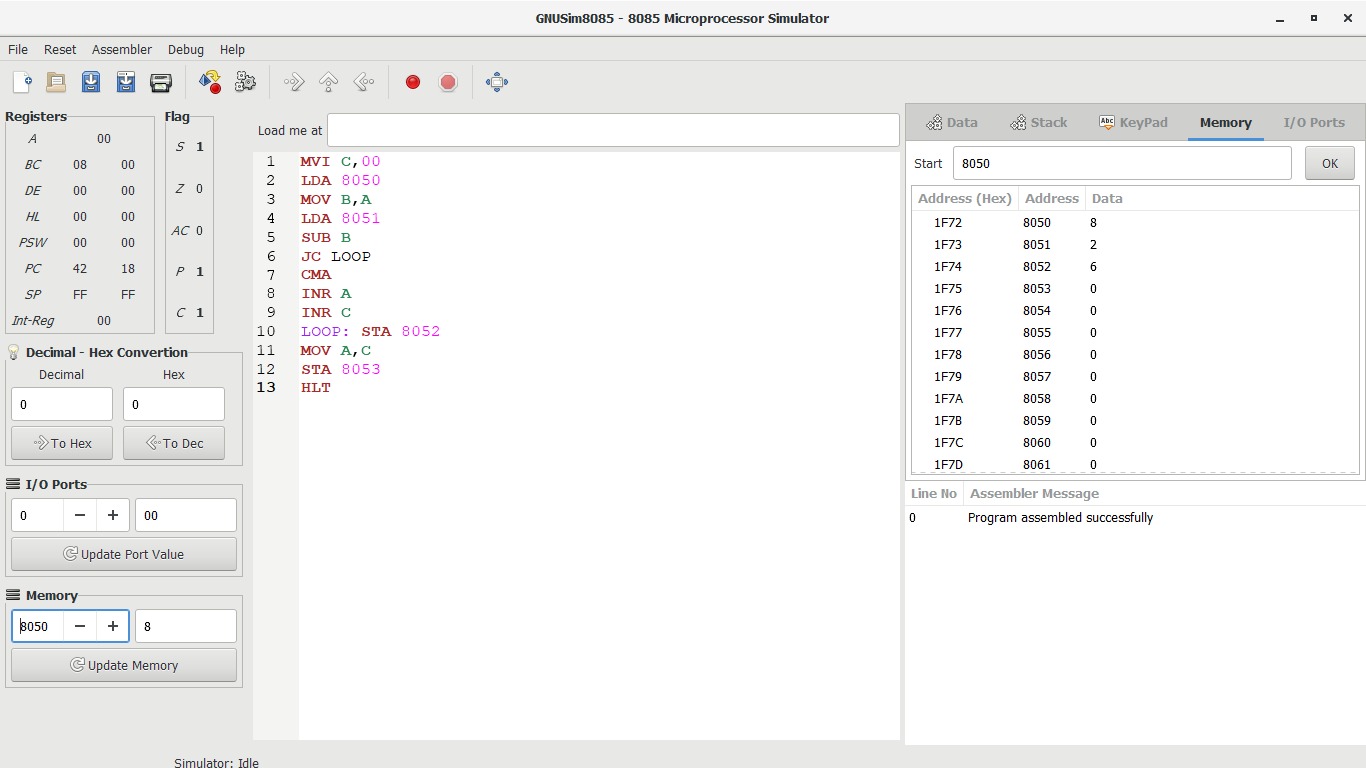 GNUSim8085 - 8085 Microprocessor Simulator
File Reset Assembler Debug Help
Registers
A 00
BC 08 00
DE 00 00
HL 00 00
PSW 00 00
PC 42 18
SP FF FF
Int-Reg 00
Flag
S 1
Z 0
AC 0
P 1
C 1
Decimal - Hex Convertion
Decimal Hex
0 0
To Hex To Dec
I/O Ports
0 00
Update Port Value
Memory
8050 8
Update Memory
Load me at
1 MVI C,00
2 LDA 8050
3 MOV B,A
4 LDA 8051
5 SUB B
6 JC LOOP
7 CMA
8 INR A
9 INR C
10 LOOP: STA 8052
11 MOV A,C
12 STA 8053
13 HLT
Data Stack Abc KeyPad Memory I/O Ports
Start 8050 OK
Address (Hex) Address Data
1F72 8050 8
1F73 8051 2
1F74 8052 6
1F75 8053 0
1F76 8054 0
1F77 8055 0
1F78 8056 0
1F79 8057 0
1F7A 8058 0
1F7B 8059 0
1F7C 8060 0
1F7D 8061 0
Line No Assembler Message
0 Program assembled successfully
Simulator: Idle